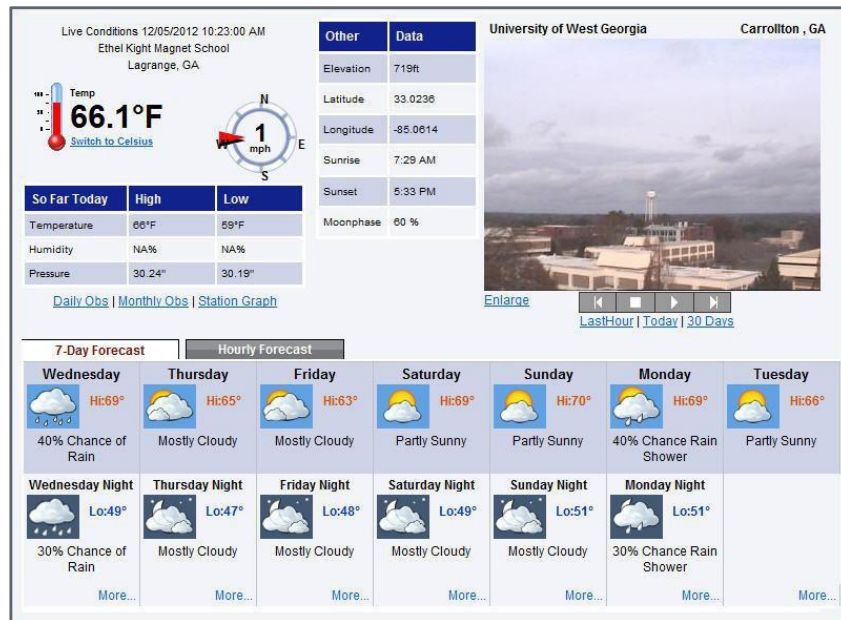 Live Conditions 12/05/2012 10:23:00 AM
Ethel Kight Magnet School
Lagrange, GA
Temp
66.1°F
Switch to Celsius
N
W
E
S
1
mph
So Far Today High Low
Temperature 66°F 59°F
Humidity NA% NA%
Pressure 30.24" 30.19"
Daily Obs | Monthly Obs | Station Graph
Other Data
Elevation 719ft
Latitude 33.0236
Longitude -85.0614
Sunrise 7:29 AM
Sunset 5:33 PM
Moonphase 60 %
University of West Georgia Carrollton , GA
Enlarge
LastHour | Today | 30 Days
7-Day Forecast Hourly Forecast
Wednesday Thursday Friday Saturday Sunday Monday Tuesday
Hi:69° Hi:65° Hi:63° Hi:69° Hi:70° Hi:69° Hi:66°
40% Chance of Mostly Cloudy Mostly Cloudy Partly Sunny Partly Sunny 40% Chance Rain Partly Sunny
Rain Shower
Wednesday Night Thursday Night Friday Night Saturday Night Sunday Night Monday Night
Lo:49° Lo:47° Lo:48° Lo:49° Lo:51° Lo:51°
30% Chance of Mostly Cloudy Mostly Cloudy Mostly Cloudy Mostly Cloudy 30% Chance Rain
Rain Shower
More... More... More... More... More... More... More...